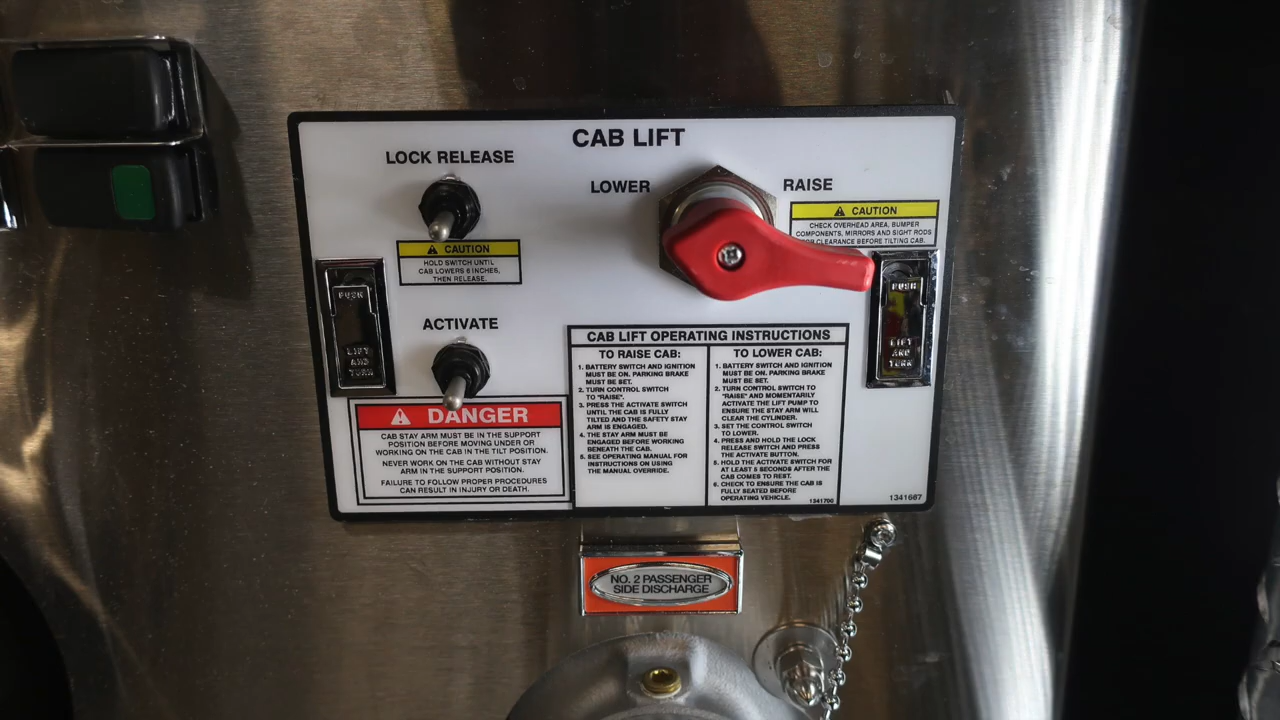 CAB LIFT
LOCK RELEASE
LOWER
RAISE
CAUTION
CHECK OVERHEAD AREA, BUMPER
COMPONENTS, MIRRORS AND SIGHT RODS
FOR CLEARANCE BEFORE TILTING CAB.
CAUTION
HOLD SWITCH UNTIL
CAB LOWERS 6 INCHES,
THEN RELEASE.
PUSH
LIFT
AND
TURN
PUSH
LIFT
AND
TURN
ACTIVATE
DANGER
CAB STAY ARM MUST BE IN THE SUPPORT
POSITION BEFORE MOVING UNDER OR
WORKING ON THE CAB IN THE TILT POSITION.
NEVER WORK ON THE CAB WITHOUT STAY
ARM IN THE SUPPORT POSITION.
FAILURE TO FOLLOW PROPER PROCEDURES
CAN RESULT IN INJURY OR DEATH.
CAB LIFT OPERATING INSTRUCTIONS
TO RAISE CAB:
1. BATTERY SWITCH AND IGNITION
MUST BE ON. PARKING BRAKE
MUST BE SET.
2. TURN CONTROL SWITCH
TO "RAISE".
3. PRESS THE ACTIVATE SWITCH
UNTIL THE CAB IS FULLY
TILTED AND THE SAFETY STAY
ARM IS ENGAGED.
4. THE STAY ARM MUST BE
ENGAGED BEFORE WORKING
BENEATH THE CAB.
5. SEE OPERATING MANUAL FOR
INSTRUCTIONS ON USING
THE MANUAL OVERRIDE.
TO LOWER CAB:
1. BATTERY SWITCH AND IGNITION
MUST BE ON. PARKING BRAKE
MUST BE SET.
2. TURN CONTROL SWITCH TO
"RAISE" AND MOMENTARILY
ACTIVATE THE LIFT PUMP TO
ENSURE THE STAY ARM WILL
CLEAR THE CYLINDER.
3. SET THE CONTROL SWITCH
TO LOWER.
4. PRESS AND HOLD THE LOCK
RELEASE SWITCH AND PRESS
THE ACTIVATE BUTTON.
5. HOLD THE ACTIVATE SWITCH FOR
AT LEAST 5 SECONDS AFTER THE
CAB COMES TO REST.
6. CHECK TO ENSURE THE CAB IS
FULLY SEATED BEFORE
OPERATING VEHICLE.
1341700
1341667
NO. 2 PASSENGER
SIDE DISCHARGE